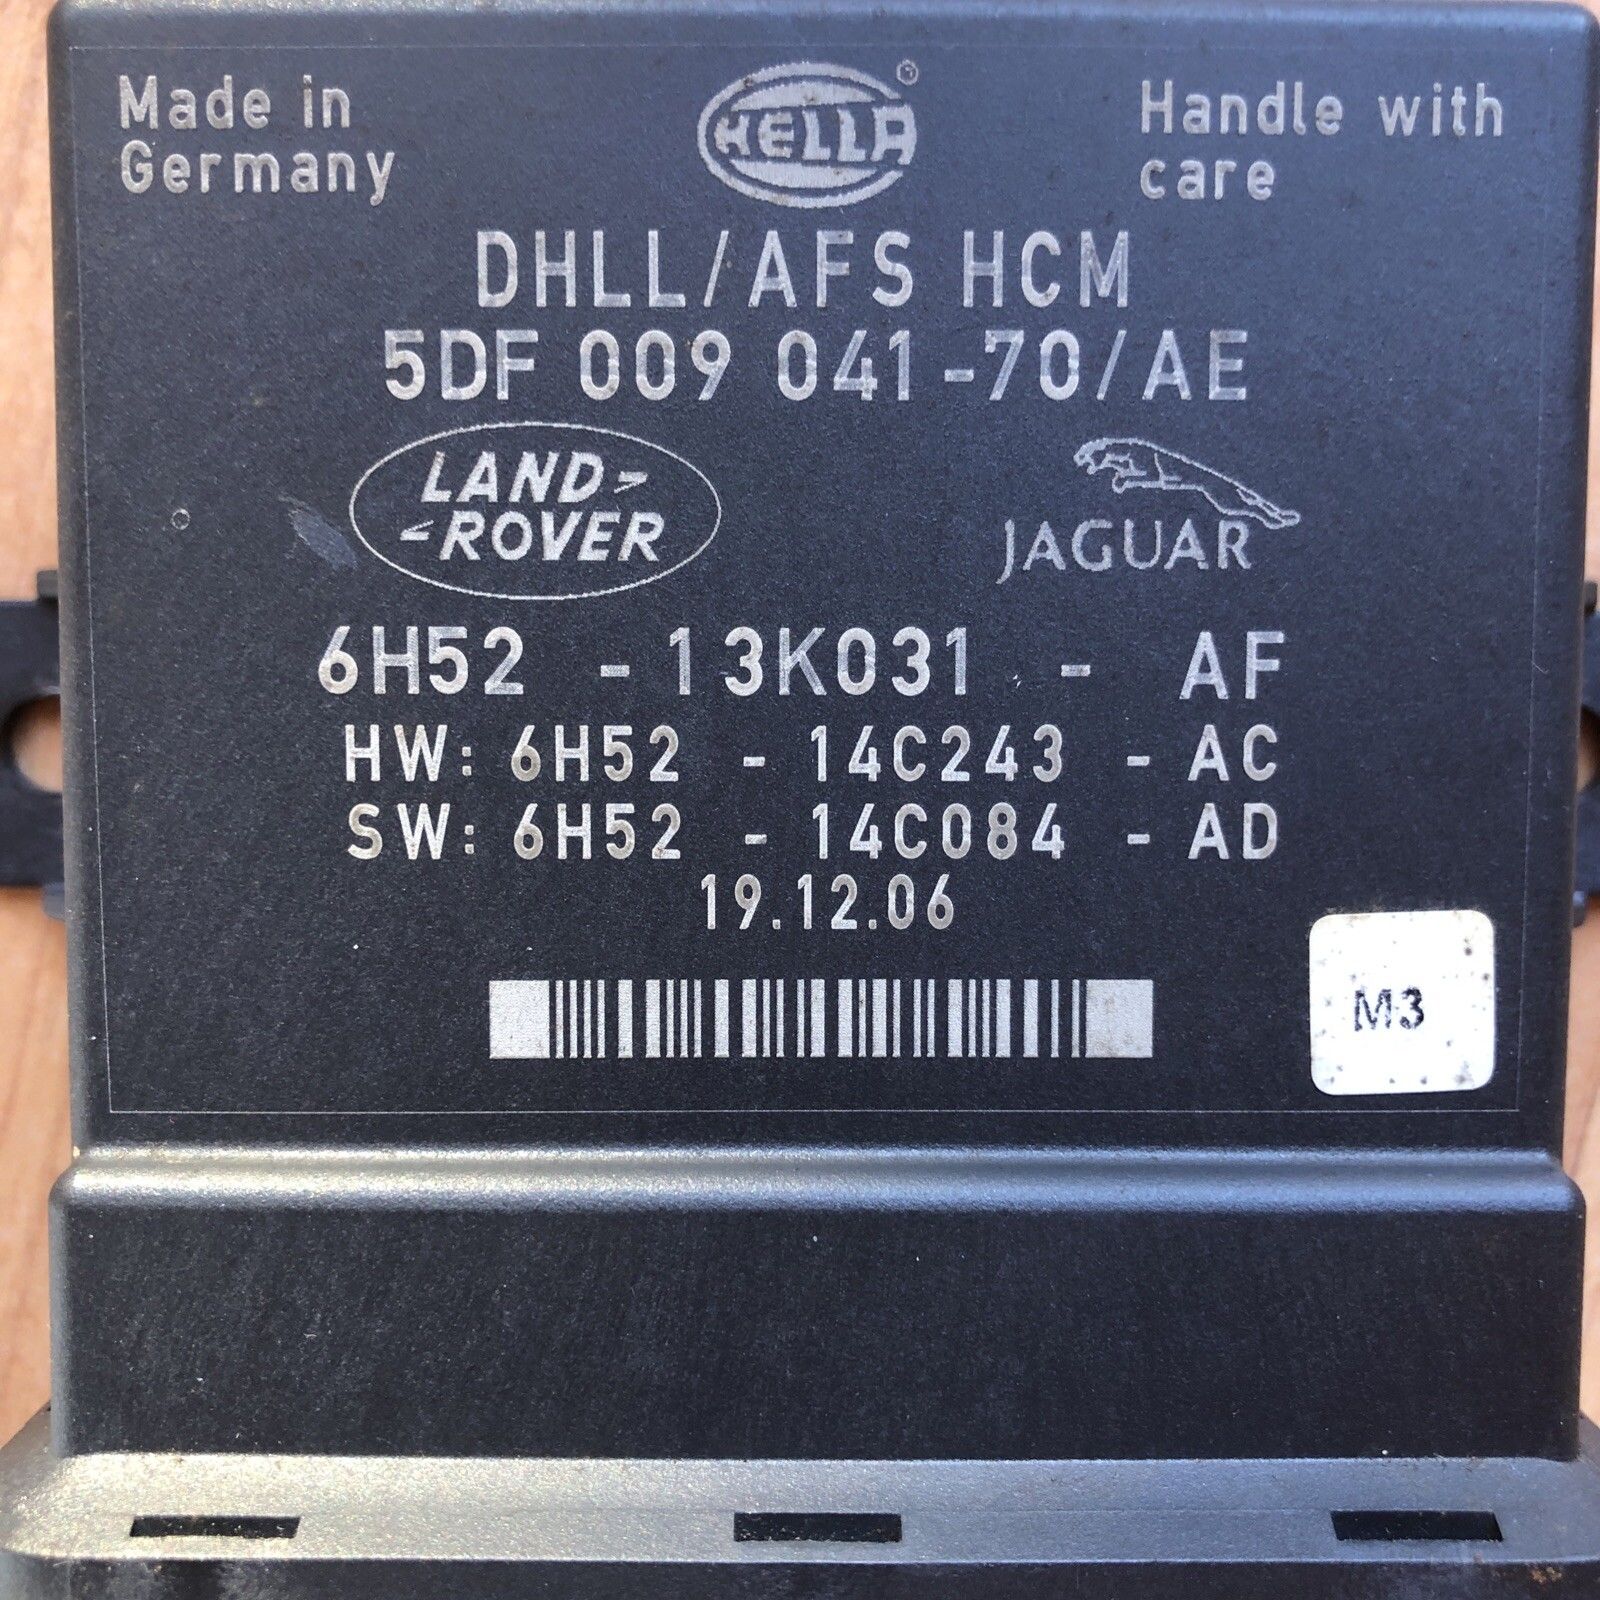 Made in
Germany
HELLA®
Handle with
care
DHLL/AFS HCM
5DF 009 041-70/AE
LAND
ROVER
JAGUAR
6H52 - 13K031 - AF
HW: 6H52 - 14C243 - AC
SW: 6H52 - 14C084 - AD
19.12.06
M3